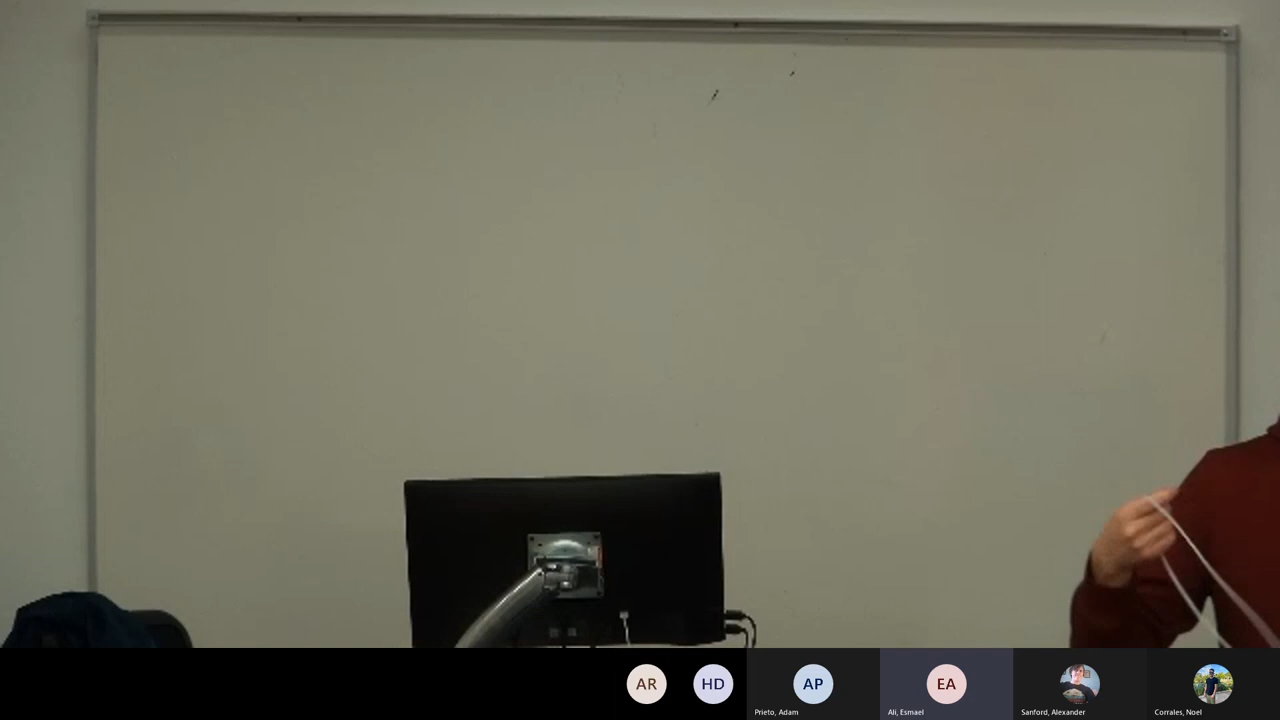 AR
HD
AP
EA
Prieto, Adam
Ali, Esmael
Sanford, Alexander
Corrales, Noel